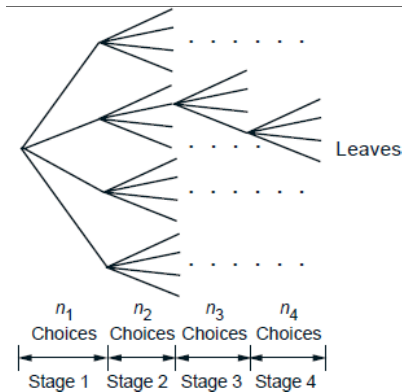 Leaves
n₁ n₂ n₃ n₄
Choices Choices Choices Choices
Stage 1 Stage 2 Stage 3 Stage 4